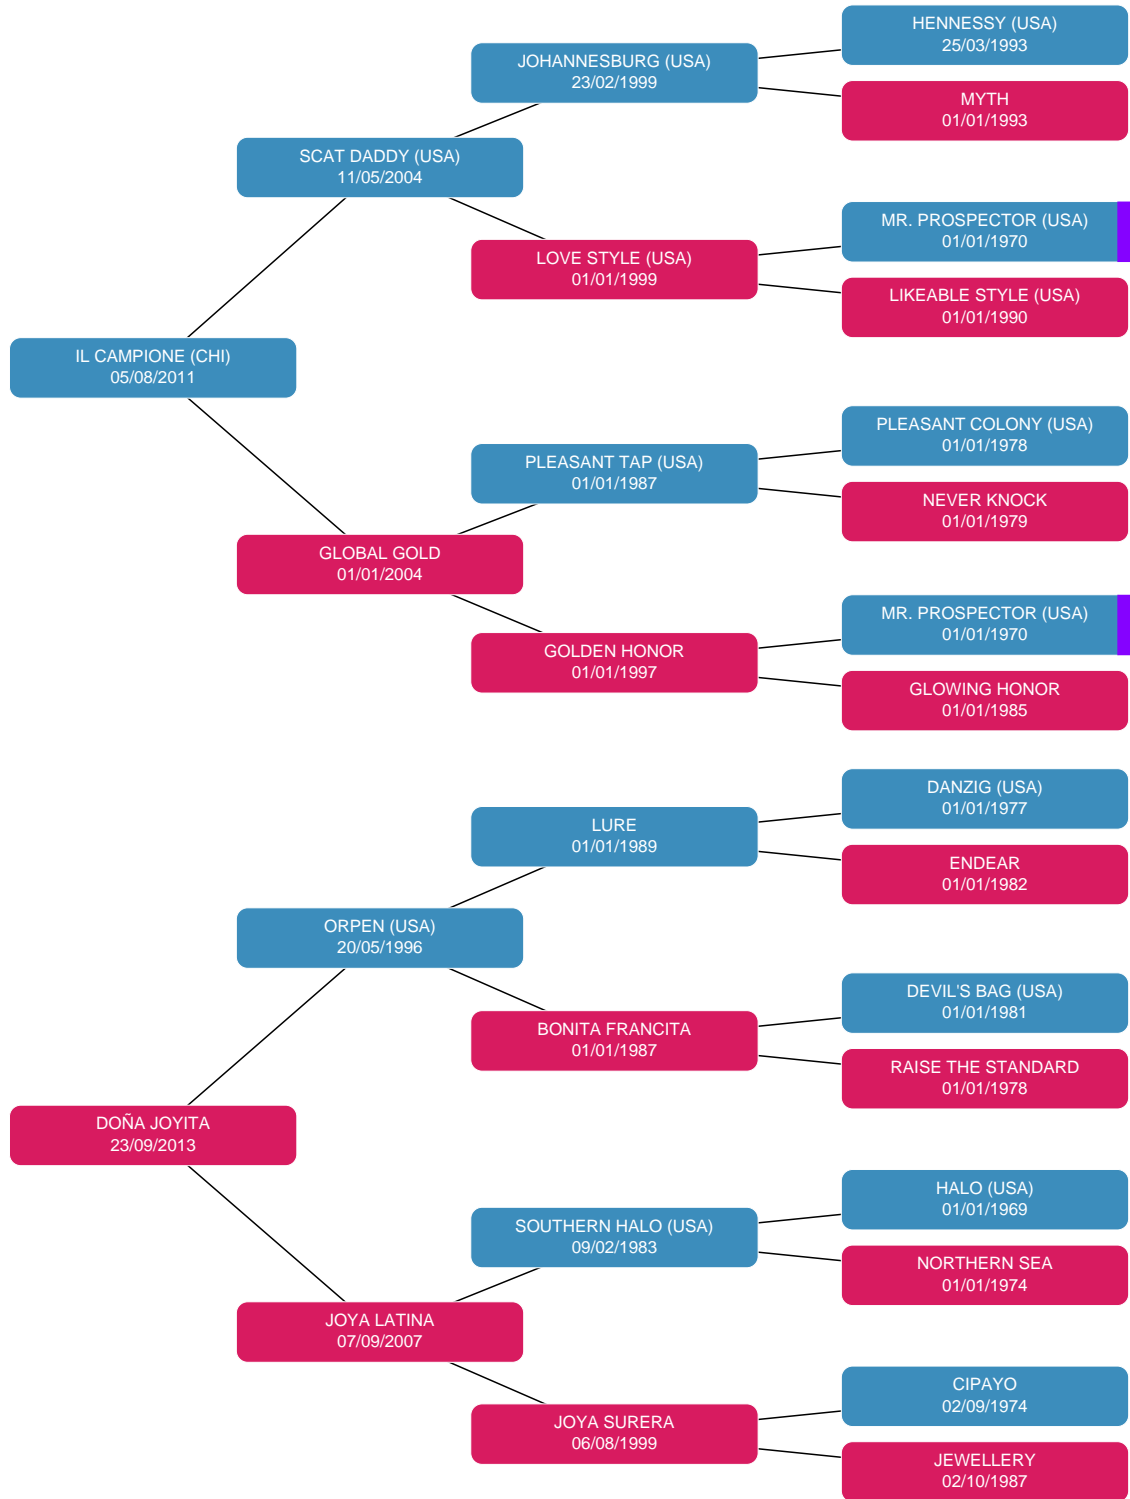 HENNESSY (USA)
25/03/1993
JOHANNESBURG (USA)
23/02/1999
MYTH
01/01/1993
SCAT DADDY (USA)
11/05/2004
MR. PROSPECTOR (USA)
01/01/1970
LOVE STYLE (USA)
01/01/1999
LIKEABLE STYLE (USA)
01/01/1990
IL CAMPIONE (CHI)
05/08/2011
PLEASANT COLONY (USA)
01/01/1978
PLEASANT TAP (USA)
01/01/1987
NEVER KNOCK
01/01/1979
GLOBAL GOLD
01/01/2004
MR. PROSPECTOR (USA)
01/01/1970
GOLDEN HONOR
01/01/1997
GLOWING HONOR
01/01/1985
DANZIG (USA)
01/01/1977
LURE
01/01/1989
ENDEAR
01/01/1982
ORPEN (USA)
20/05/1996
DEVIL'S BAG (USA)
01/01/1981
BONITA FRANCITA
01/01/1987
RAISE THE STANDARD
01/01/1978
DOÑA JOYITA
23/09/2013
HALO (USA)
01/01/1969
SOUTHERN HALO (USA)
09/02/1983
NORTHERN SEA
01/01/1974
JOYA LATINA
07/09/2007
CIPAYO
02/09/1974
JOYA SURERA
06/08/1999
JEWELLERY
02/10/1987